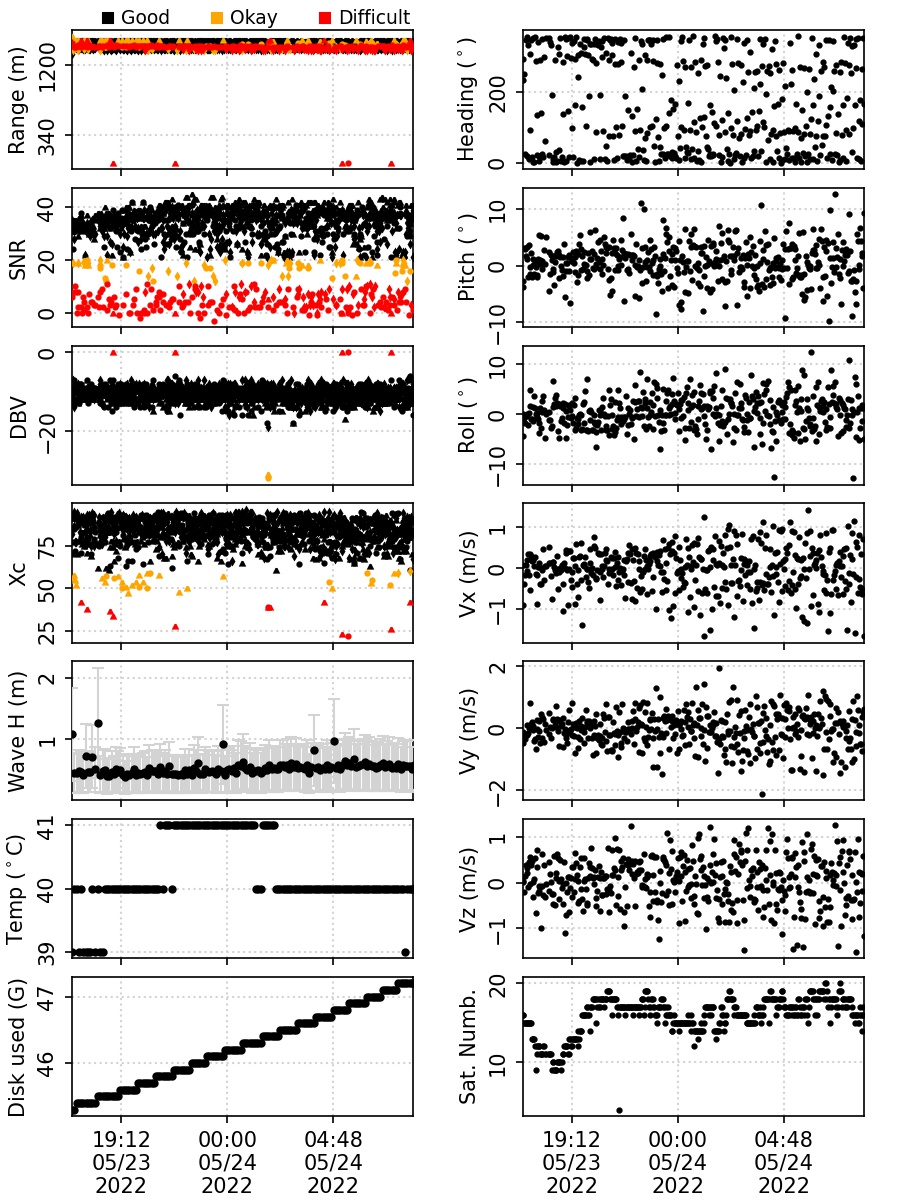 Good Okay Difficult
Range (m)
1200
340
Heading (°)
200
0
SNR
40
20
0
Pitch (°)
10
0
−10
DBV
0
−20
Roll (°)
10
0
−10
Xc
75
50
25
Vx (m/s)
1
0
−1
Wave H (m)
2
1
Vy (m/s)
2
0
−2
Temp (°C)
41
40
39
Vz (m/s)
1
0
−1
Disk used (G)
47
46
Sat. Numb.
20
10
19:12 00:00 04:48
05/23 05/24 05/24
2022 2022 2022
19:12 00:00 04:48
05/23 05/24 05/24
2022 2022 2022